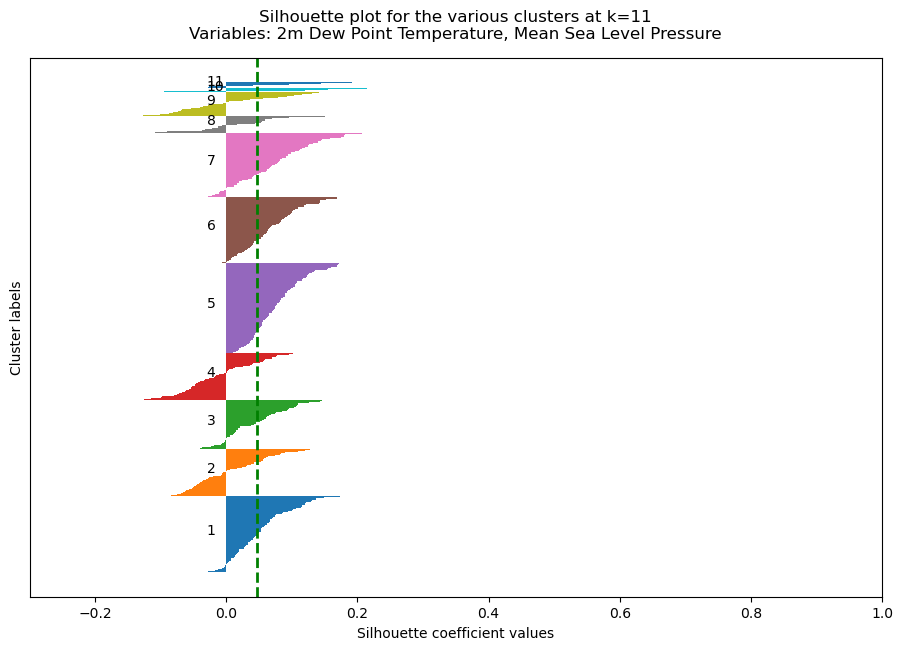 Silhouette plot for the various clusters at k=11
Variables: 2m Dew Point Temperature, Mean Sea Level Pressure
Cluster labels
11
10
9
8
7
6
5
4
3
2
1
−0.2 0.0 0.2 0.4 0.6 0.8 1.0
Silhouette coefficient values